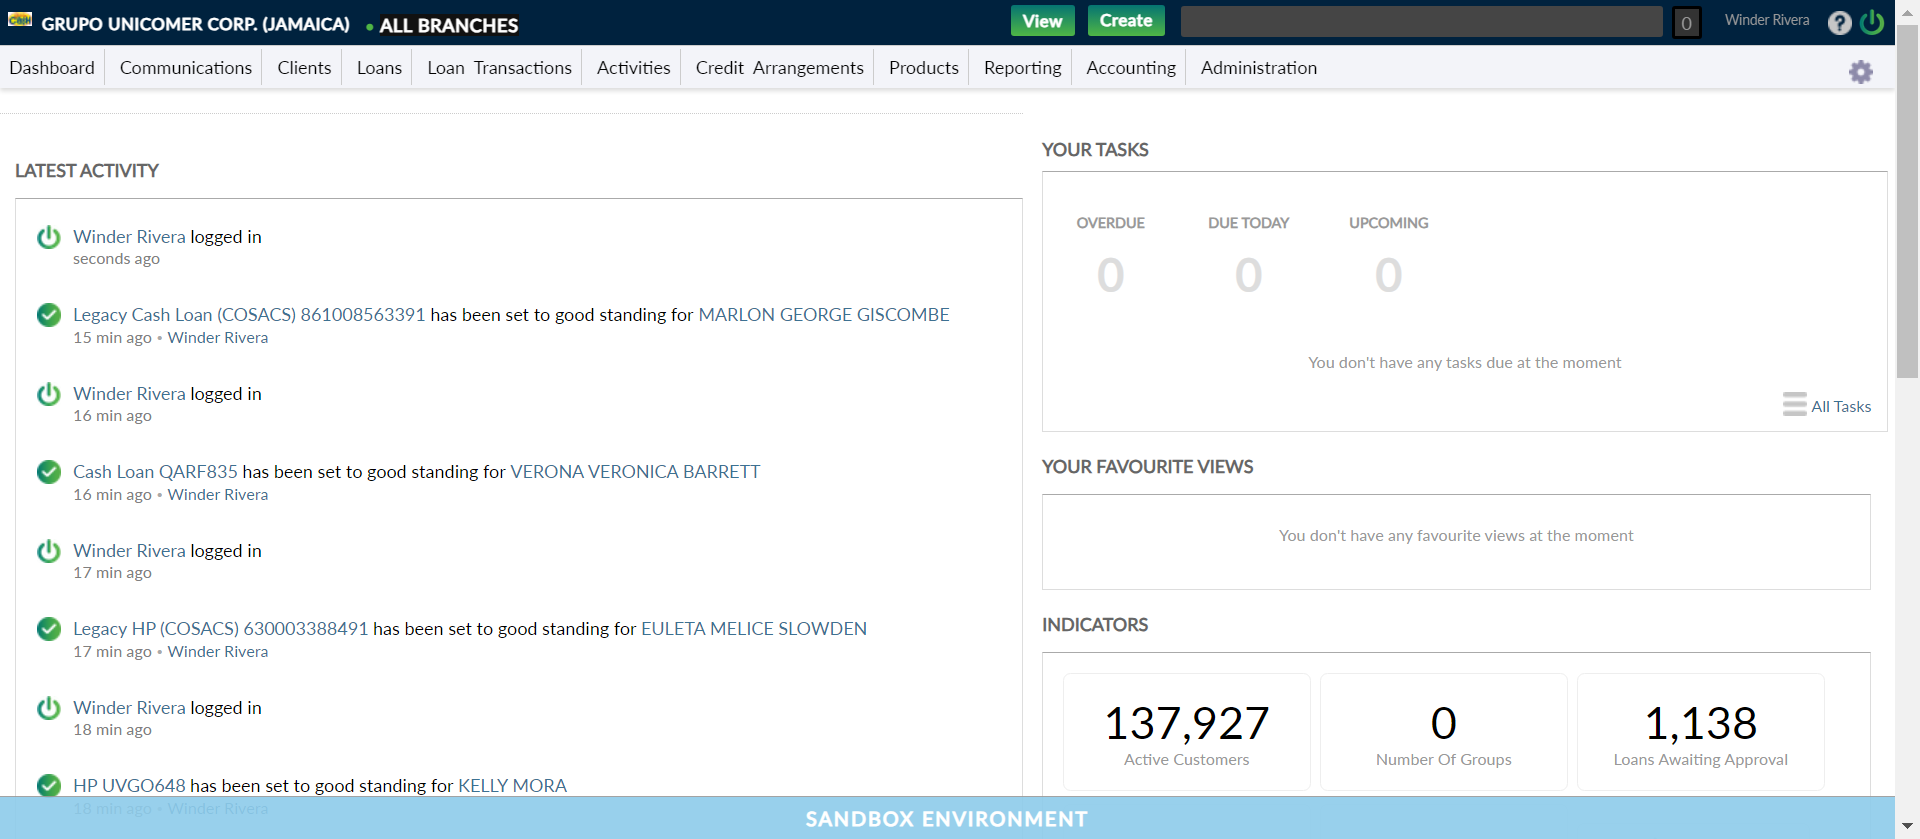 Cash
GRUPO UNICOMER CORP. (JAMAICA) • ALL BRANCHES
View
Create
0
Winder Rivera
?
Dashboard
Communications
Clients
Loans
Loan Transactions
Activities
Credit Arrangements
Products
Reporting
Accounting
Administration
LATEST ACTIVITY
Winder Rivera logged in
seconds ago
Legacy Cash Loan (COSACS) 861008563391 has been set to good standing for MARLON GEORGE GISCOMBE
15 min ago • Winder Rivera
Winder Rivera logged in
16 min ago
Cash Loan QARF835 has been set to good standing for VERONA VERONICA BARRETT
16 min ago • Winder Rivera
Winder Rivera logged in
17 min ago
Legacy HP (COSACS) 630003388491 has been set to good standing for EULETA MELICE SLOWDEN
17 min ago • Winder Rivera
Winder Rivera logged in
18 min ago
HP UVGO648 has been set to good standing for KELLY MORA
18 min ago • Winder Rivera
YOUR TASKS
OVERDUE
0
DUE TODAY
0
UPCOMING
0
You don't have any tasks due at the moment
All Tasks
YOUR FAVOURITE VIEWS
You don't have any favourite views at the moment
INDICATORS
137,927
Active Customers
0
Number Of Groups
1,138
Loans Awaiting Approval
SANDBOX ENVIRONMENT